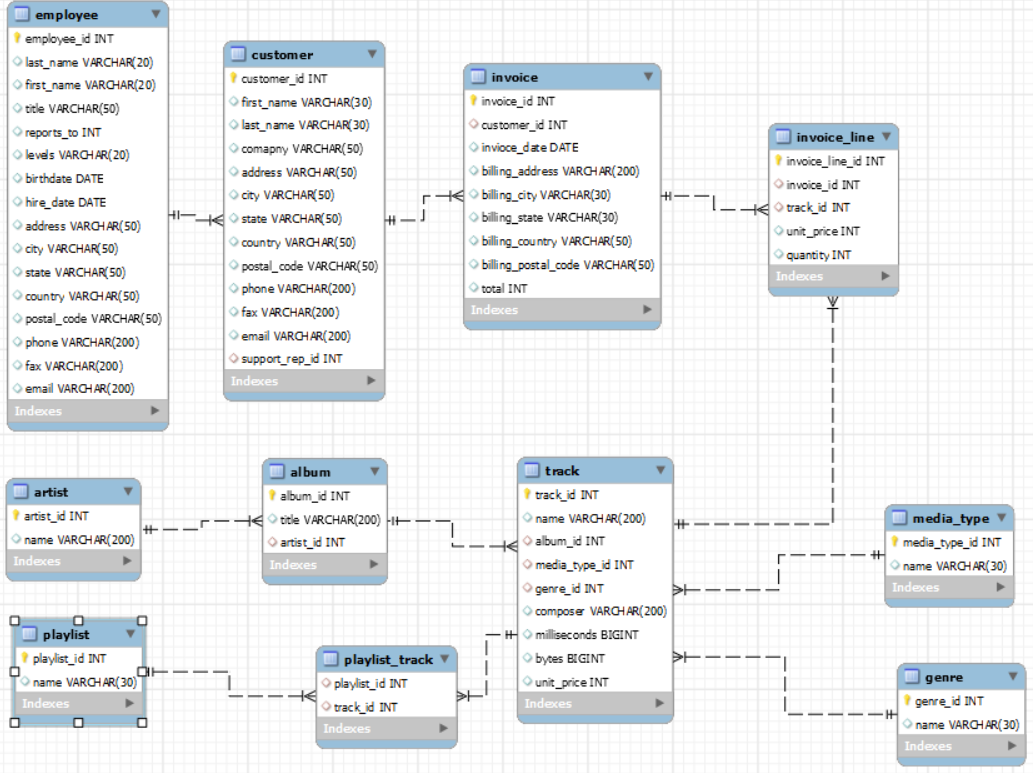 employee
employee_id INT
last_name VARCHAR(20)
first_name VARCHAR(20)
title VARCHAR(50)
reports_to INT
levels VARCHAR(20)
birthdate DATE
hire_date DATE
address VARCHAR(50)
city VARCHAR(50)
state VARCHAR(50)
country VARCHAR(50)
postal_code VARCHAR(50)
phone VARCHAR(200)
fax VARCHAR(200)
email VARCHAR(200)
Indexes
customer
customer_id INT
first_name VARCHAR(30)
last_name VARCHAR(30)
comapny VARCHAR(50)
address VARCHAR(50)
city VARCHAR(50)
state VARCHAR(50)
country VARCHAR(50)
postal_code VARCHAR(50)
phone VARCHAR(200)
fax VARCHAR(200)
email VARCHAR(200)
support_rep_id INT
Indexes
invoice
invoice_id INT
customer_id INT
invioce_date DATE
billing_address VARCHAR(200)
billing_city VARCHAR(30)
billing_state VARCHAR(30)
billing_country VARCHAR(50)
billing_postal_code VARCHAR(50)
total INT
Indexes
invoice_line
invoice_line_id INT
invoice_id INT
track_id INT
unit_price INT
quantity INT
Indexes
artist
artist_id INT
name VARCHAR(200)
Indexes
album
album_id INT
title VARCHAR(200)
artist_id INT
Indexes
track
track_id INT
name VARCHAR(200)
album_id INT
media_type_id INT
genre_id INT
composer VARCHAR(200)
milliseconds BIGINT
bytes BIGINT
unit_price INT
Indexes
media_type
media_type_id INT
name VARCHAR(30)
Indexes
playlist
playlist_id INT
name VARCHAR(30)
Indexes
playlist_track
playlist_id INT
track_id INT
Indexes
genre
genre_id INT
name VARCHAR(30)
Indexes